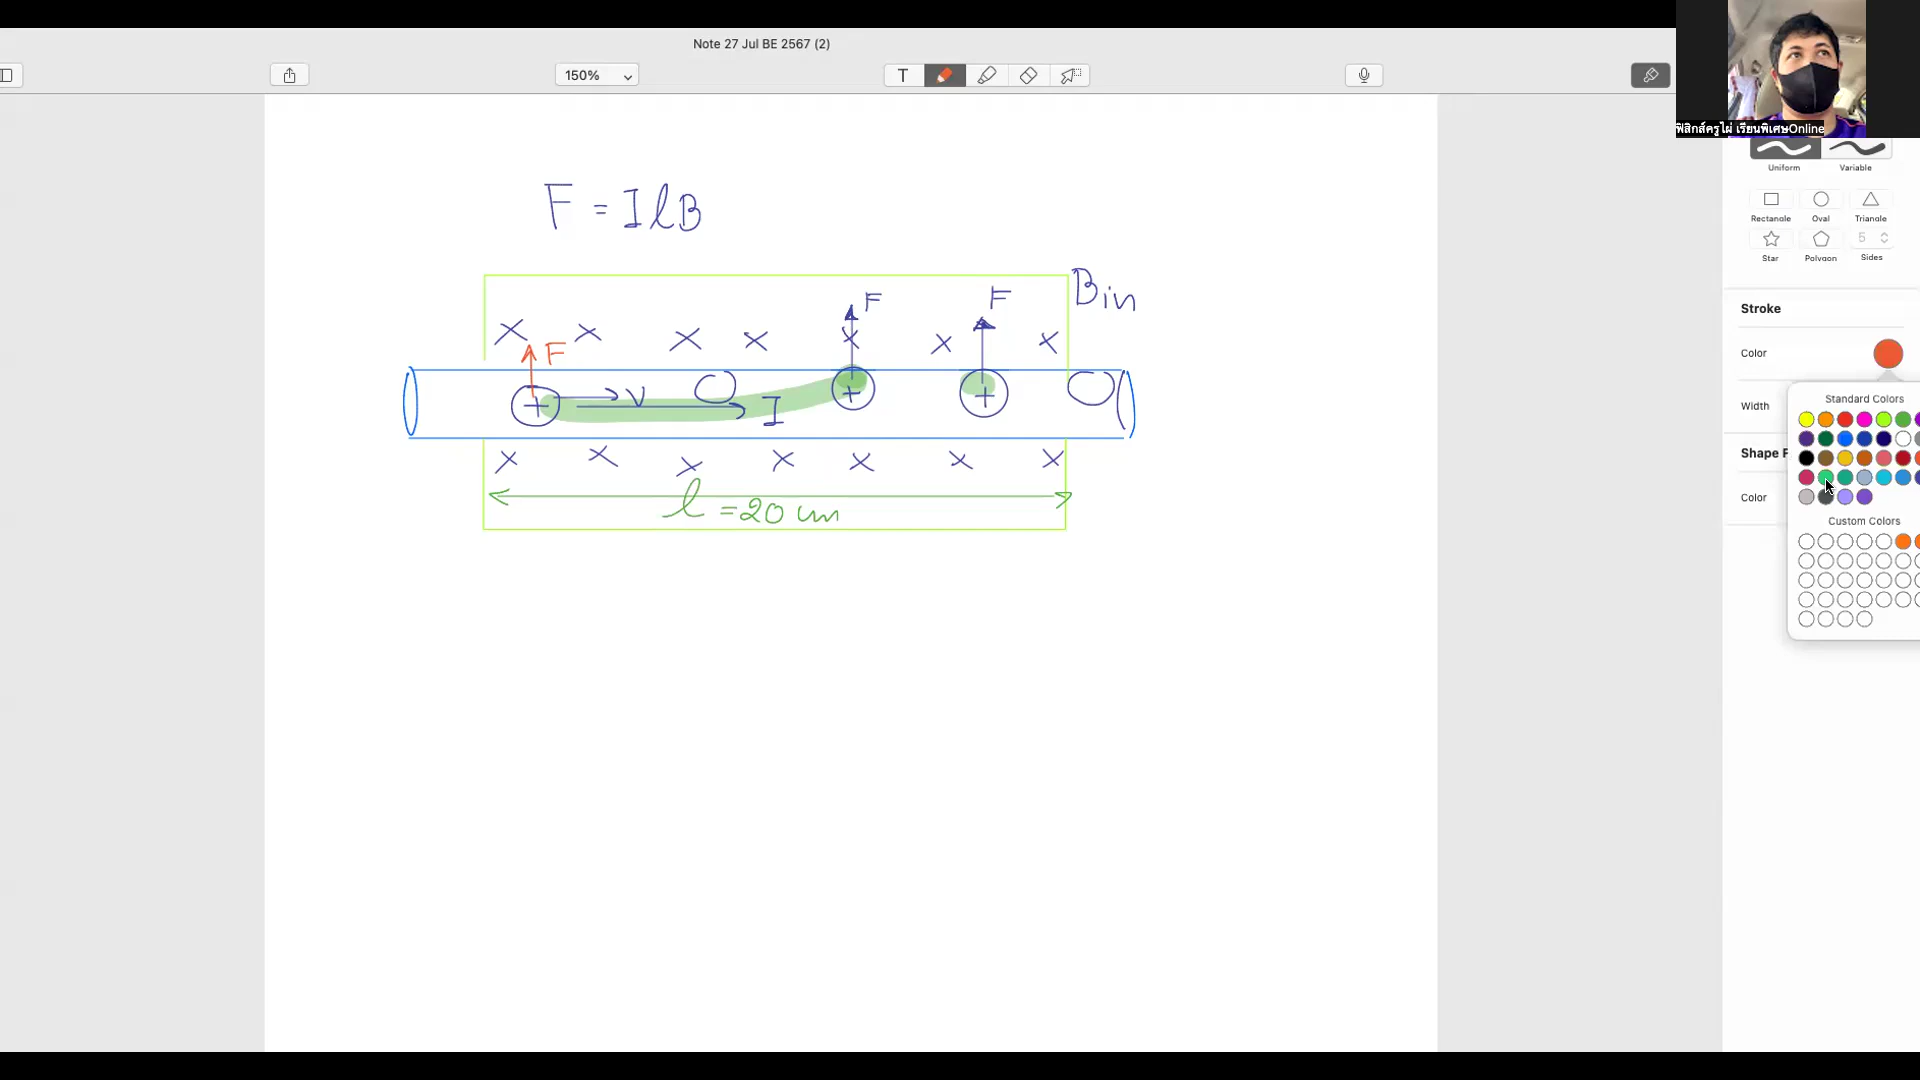 Note 27 Jul BE 2567 (2)
150%
T
ฟิสิกส์ครูไผ่ เรียนพิเศษOnline
Uniform Variable
Rectangle Oval Triangle
5
Star Polygon Sides
Stroke
Color
Width
Shape F
Color
Standard Colors
Custom Colors
F = IlB
Bin
F F
× × × × × × ×
F
+ V I + +
× × × × × × ×
l = 20 cm